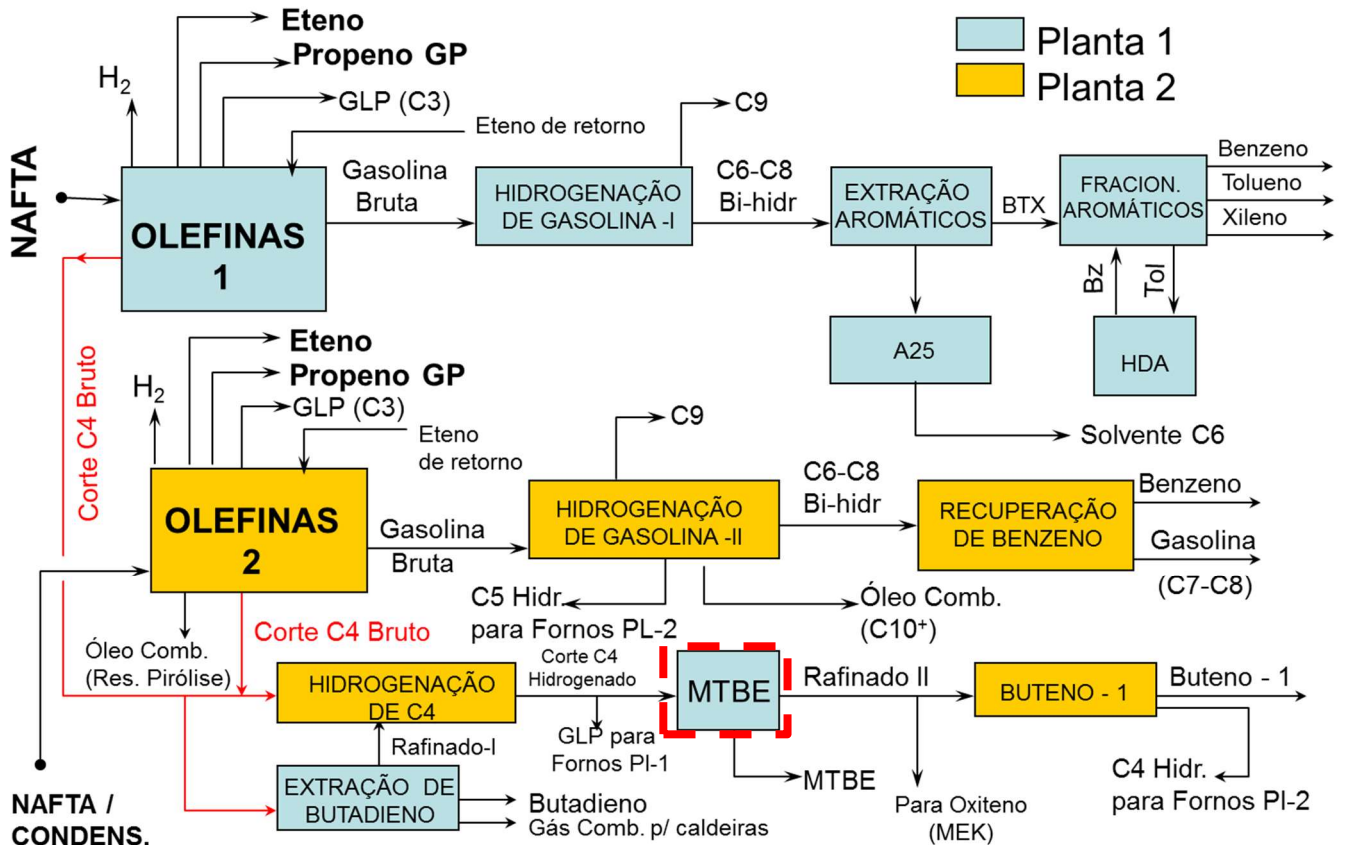 Eteno
Propeno GP
H2
GLP (C3)
Eteno de retorno
C9
Planta 1
Planta 2
NAFTA
OLEFINAS
1
Gasolina
Bruta
HIDROGENAÇÃO
DE GASOLINA -I
C6-C8
Bi-hidr
EXTRAÇÃO
AROMÁTICOS
BTX
FRACION.
AROMÁTICOS
Benzeno
Tolueno
Xileno
Bz
Tol
A25
HDA
Solvente C6
Corte C4 Bruto
Eteno
Propeno GP
H2
GLP (C3)
Eteno
de retorno
C9
OLEFINAS
2
Gasolina
Bruta
HIDROGENAÇÃO
DE GASOLINA -II
C6-C8
Bi-hidr
RECUPERAÇÃO
DE BENZENO
Benzeno
Gasolina
(C7-C8)
C5 Hidr.
para Fornos PL-2
Óleo Comb.
(C10+)
Óleo Comb.
(Res. Pirólise)
Corte C4 Bruto
HIDROGENAÇÃO
DE C4
Corte C4
Hidrogenado
GLP para
Fornos PI-1
MTBE
Rafinado II
BUTENO - 1
Buteno - 1
Rafinado-I
EXTRAÇÃO DE
BUTADIENO
Butadieno
Gás Comb. p/ caldeiras
MTBE
Para Oxiteno
(MEK)
C4 Hidr.
para Fornos PI-2
NAFTA /
CONDENS.